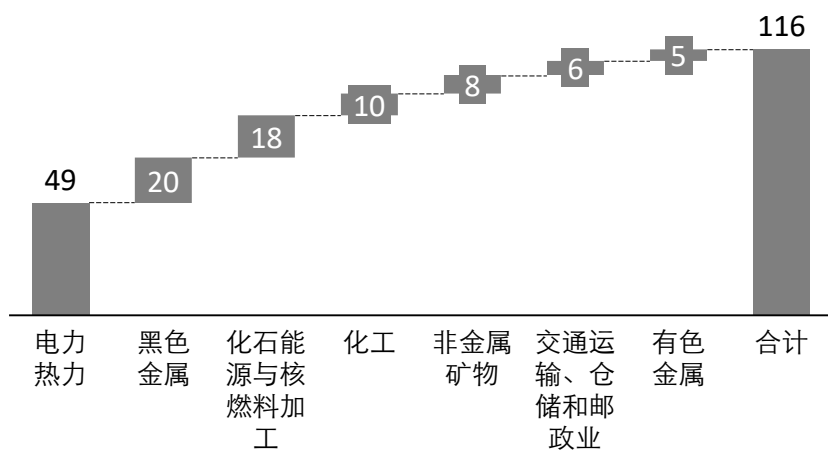 116
5
6
8
10
18
20
49
电力
热力
黑色
金属
化石能
源与核
燃料加
工
化工
非金属
矿物
交通运
输、仓
储和邮
政业
有色
金属
合计